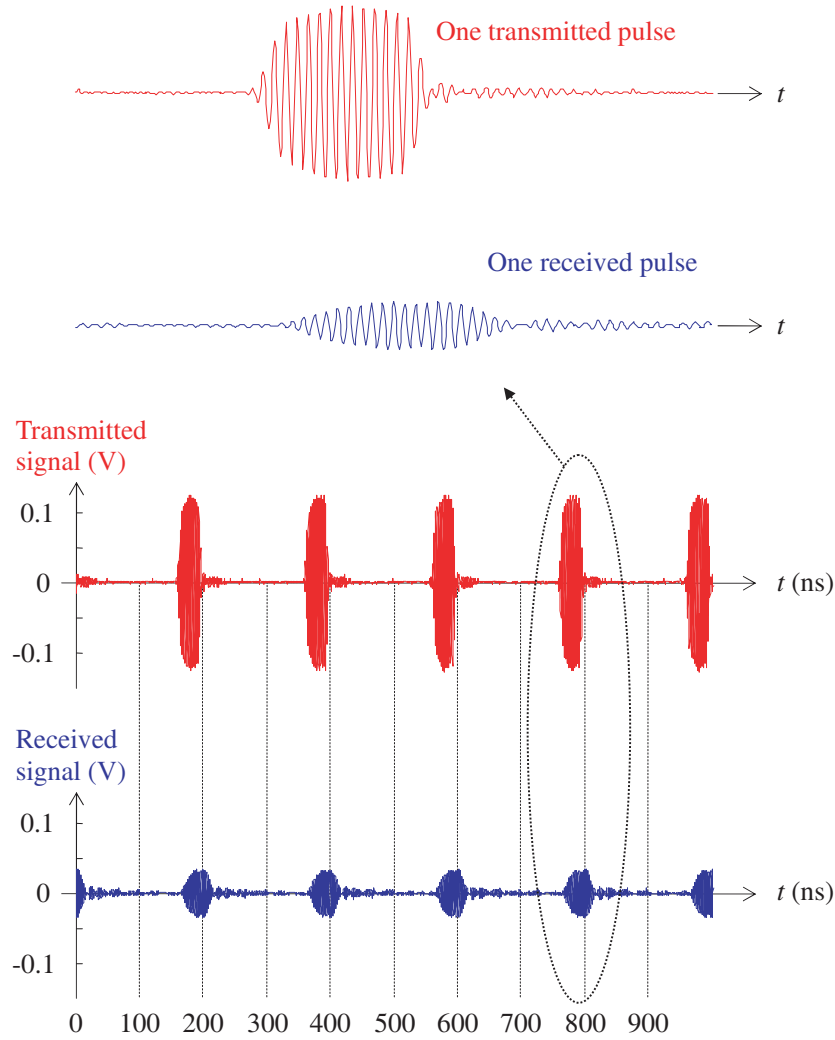 One transmitted pulse
t
One received pulse
t
Transmitted
signal (V)
0.1
0
-0.1
t (ns)
Received
signal (V)
0.1
0
-0.1
t (ns)
0 100 200 300 400 500 600 700 800 900